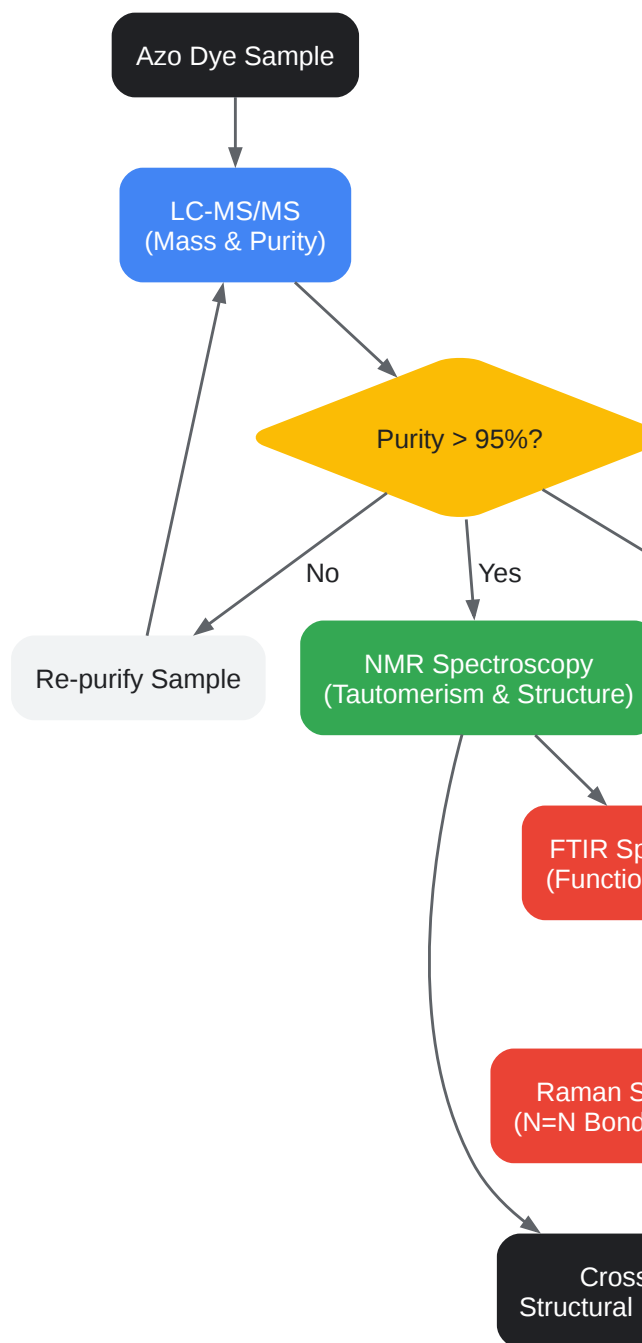 Azo Dye Sample
LC-MS/MS
(Mass & Purity)
Purity > 95%?
No
Yes
Re-purify Sample
NMR Spectroscopy
(Tautomerism & Structure)
FTIR
Raman
(N=N Bond
Structural